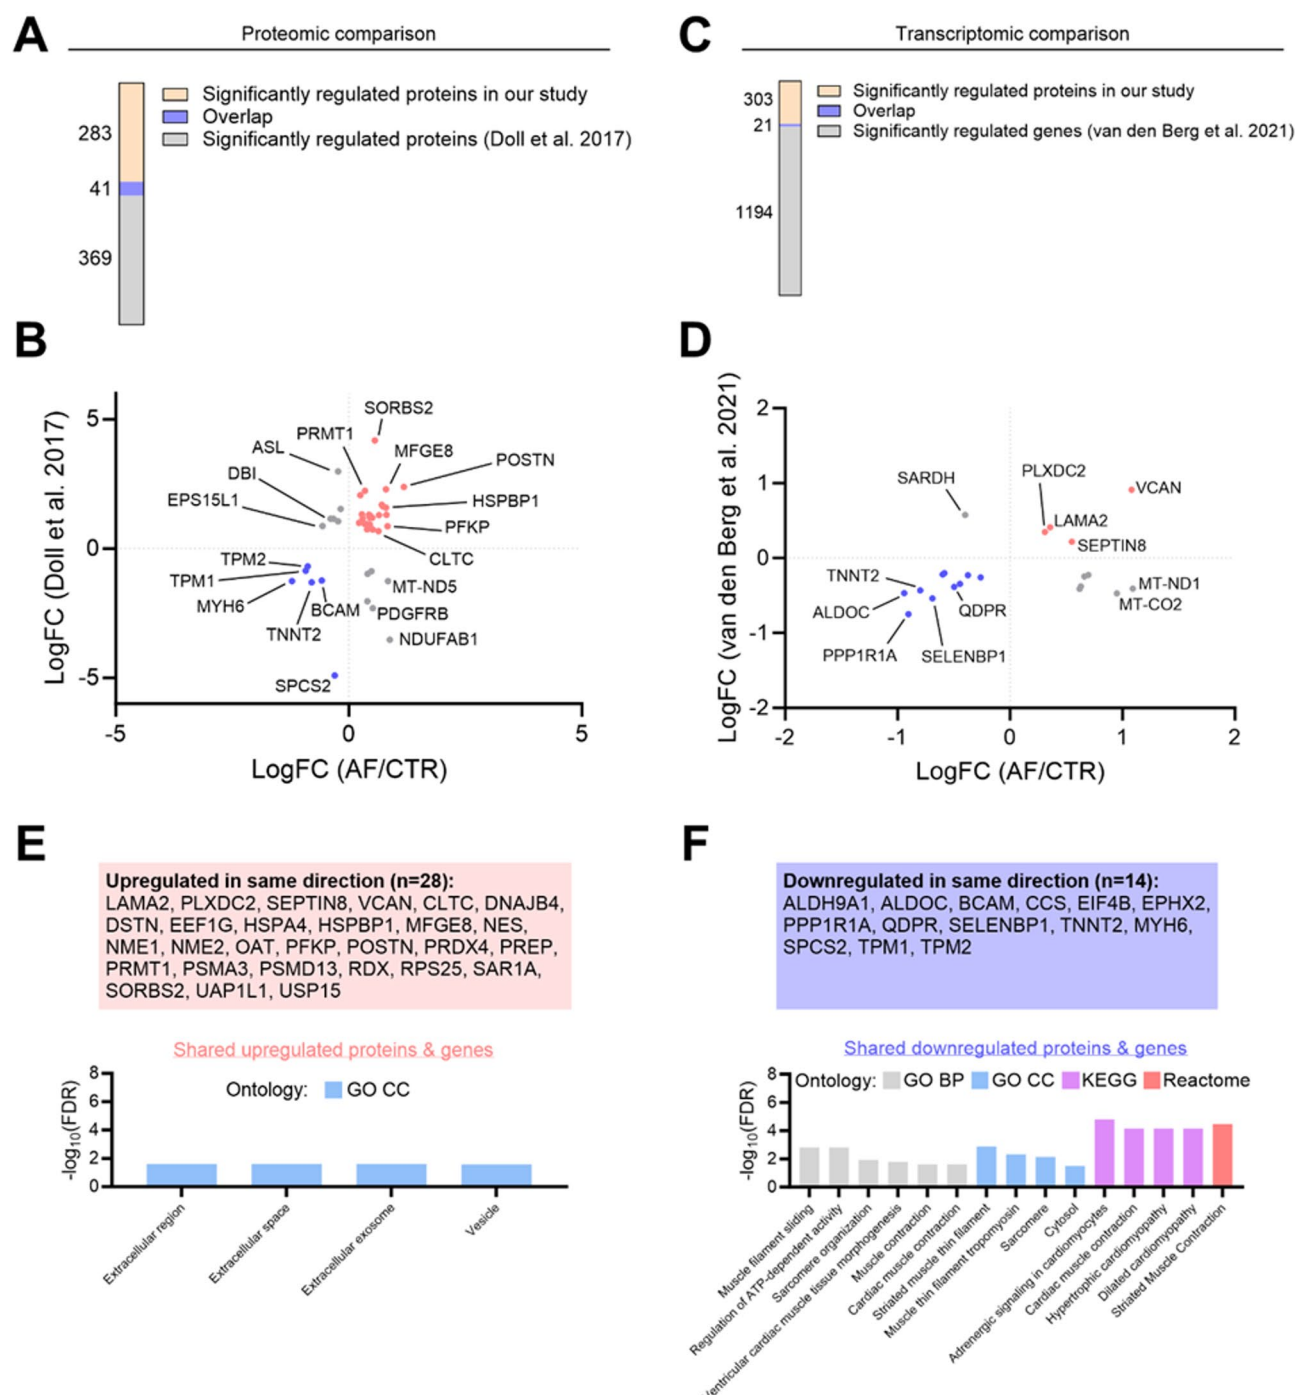 A
Proteomic comparison
Significantly regulated proteins in our study
Overlap
Significantly regulated proteins (Doll et al. 2017)
283
41
369
C
Transcriptomic comparison
Significantly regulated proteins in our study
Overlap
Significantly regulated genes (van den Berg et al. 2021)
303
21
1194
B
LogFC (Doll et al. 2017)
5
0
-5
SORBS2
PRMT1
ASL
MFGE8
POSTN
DBI
EPS15L1
HSPBP1
PFKP
CLTC
TPM2
TPM1
MYH6
BCAM
TNNT2
MT-ND5
PDGFRB
NDUFAB1
SPCS2
-5
0
5
LogFC (AF/CTR)
D
LogFC (van den Berg et al. 2021)
2
1
0
-1
-2
SARDH
PLXDC2
VCAN
LAMA2
SEPTIN8
TNNT2
ALDOC
QDPR
PPP1R1A
SELENBP1
MT-ND1
MT-CO2
-2
-1
0
1
2
LogFC (AF/CTR)
E
Upregulated in same direction (n=28):
LAMA2, PLXDC2, SEPTIN8, VCAN, CLTC, DNAJB4,
DSTN, EEF1G, HSPA4, HSPBP1, MFGE8, NES,
NME1, NME2, OAT, PFKP, POSTN, PRDX4, PREP,
PRMT1, PSMA3, PSMD13, RDX, RPS25, SAR1A,
SORBS2, UAP1L1, USP15
Shared upregulated proteins & genes
Ontology: GO CC
-log10(FDR)
8
6
4
2
0
Extracellular region
Extracellular space
Extracellular exosome
Vesicle
F
Downregulated in same direction (n=14):
ALDH9A1, ALDOC, BCAM, CCS, EIF4B, EPHX2,
PPP1R1A, QDPR, SELENBP1, TNNT2, MYH6,
SPCS2, TPM1, TPM2
Shared downregulated proteins & genes
Ontology: GO BP GO CC KEGG Reactome
-log10(FDR)
8
6
4
2
0
Muscle filament sliding
Regulation of ATP-dependent activity
Sarcomere organization
cardiac muscle tissue morphogenesis
Muscle contraction
Cardiac muscle contraction
Striated muscle thin filament
Muscle thin filament tropomyosin
Sarcomere
Cytosol
Adrenergic signaling in cardiomyocytes
Cardiac muscle contraction
Hypertrophic cardiomyopathy
Dilated cardiomyopathy
Striated Muscle Contraction